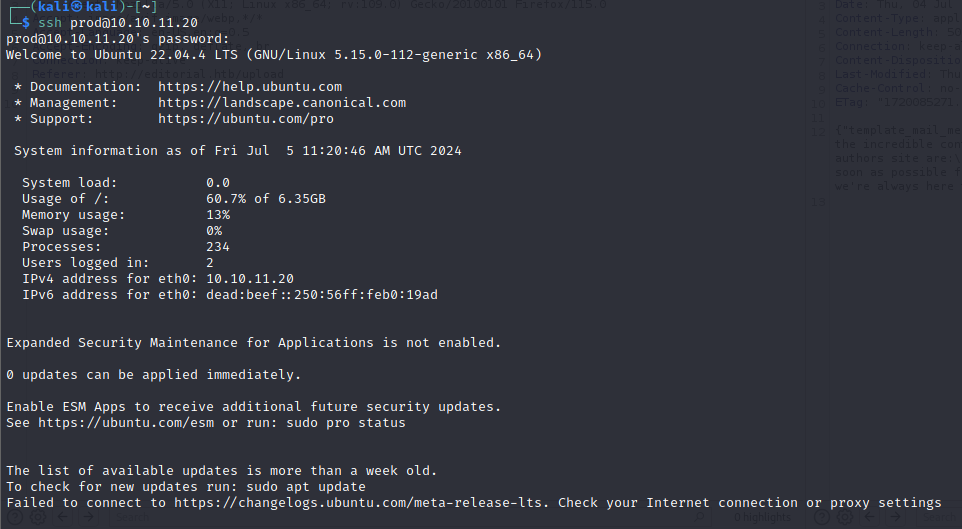 ┌──(kali㉿kali)-[~]
└─$ ssh prod@10.10.11.20
prod@10.10.11.20's password:
Welcome to Ubuntu 22.04.4 LTS (GNU/Linux 5.15.0-112-generic x86_64)
* Documentation: https://help.ubuntu.com
* Management: https://landscape.canonical.com
* Support: https://ubuntu.com/pro
System information as of Fri Jul 5 11:20:46 AM UTC 2024
System load: 0.0
Usage of /: 60.7% of 6.35GB
Memory usage: 13%
Swap usage: 0%
Processes: 234
Users logged in: 2
IPv4 address for eth0: 10.10.11.20
IPv6 address for eth0: dead:beef::250:56ff:feb0:19ad
Expanded Security Maintenance for Applications is not enabled.
0 updates can be applied immediately.
Enable ESM Apps to receive additional future security updates.
See https://ubuntu.com/esm or run: sudo pro status
The list of available updates is more than a week old.
To check for new updates run: sudo apt update
Failed to connect to https://changelogs.ubuntu.com/meta-release-lts. Check your Internet connection or proxy settings